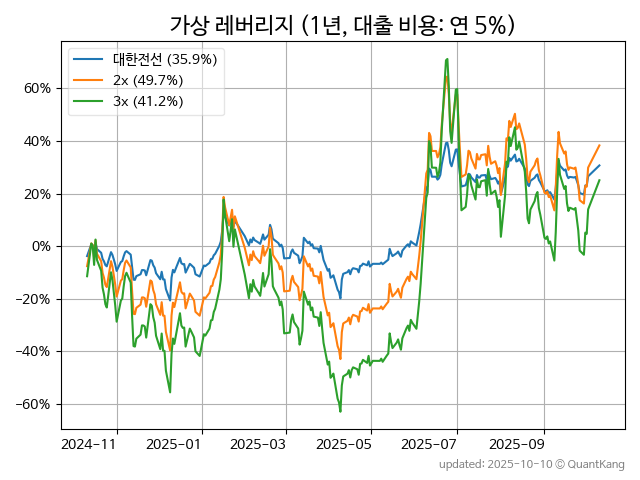 가상 레버리지 (1년, 대출 비용: 연 5%)
대한전선 (35.9%)
2x (49.7%)
3x (41.2%)
60%
40%
20%
0%
−20%
−40%
−60%
2024-11
2025-01
2025-03
2025-05
2025-07
2025-09
updated: 2025-10-10 © QuantKang